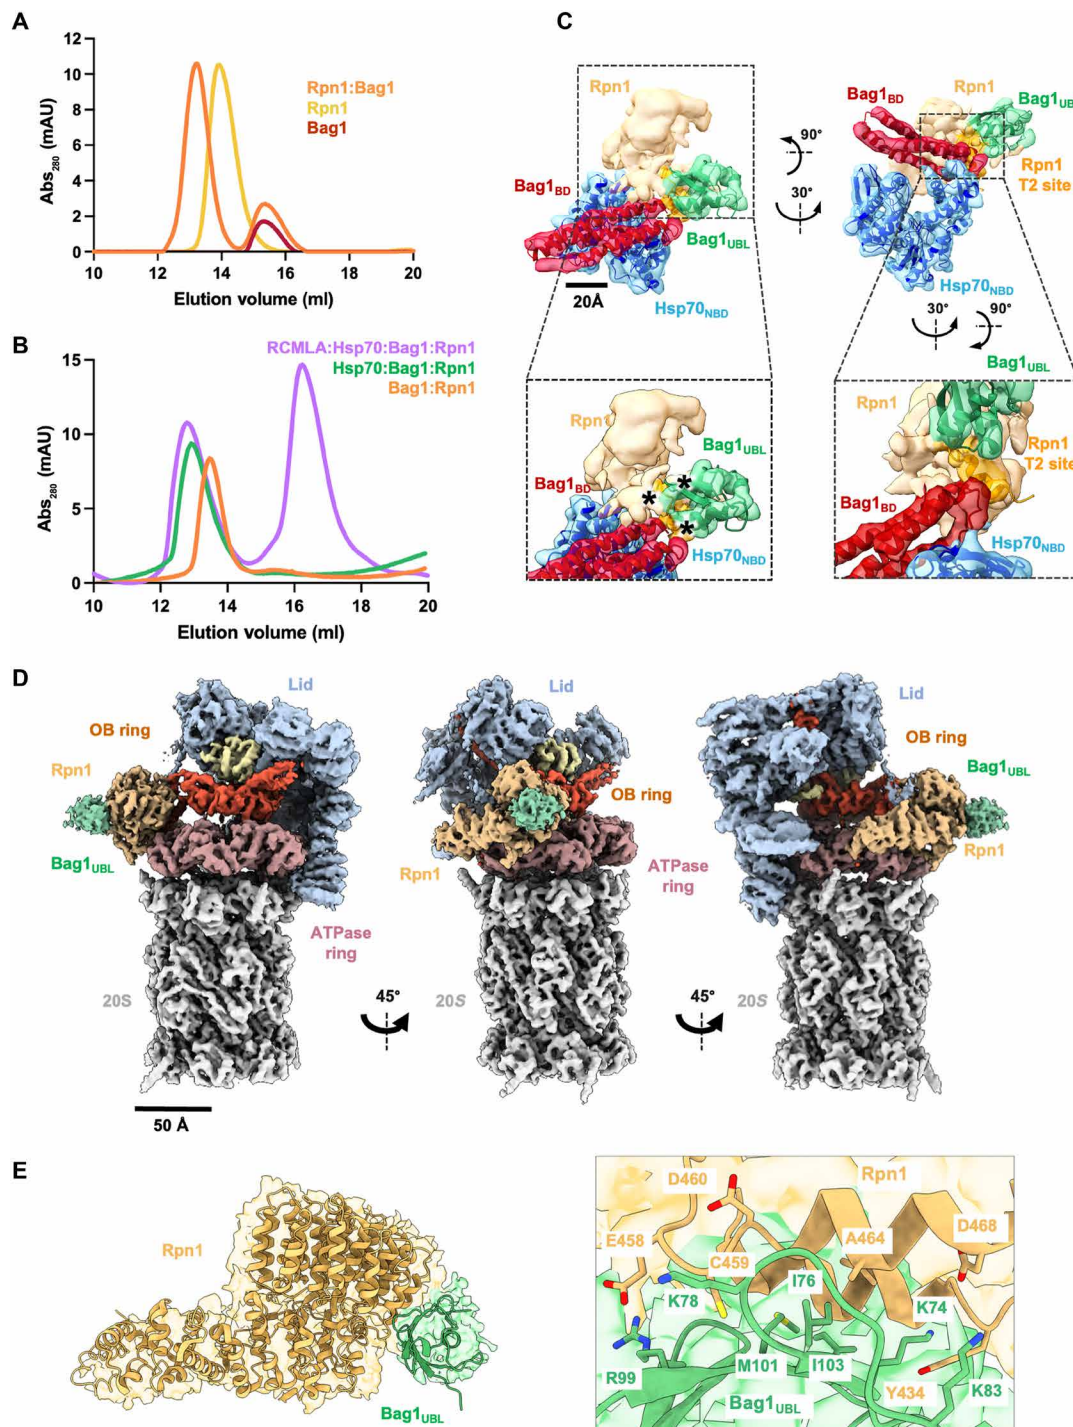 A
Abs280 (mAU)
12
10
8
6
4
2
0
10
12
14
16
18
20
Elution volume (ml)
Rpn1:Bag1
Rpn1
Bag1
B
Abs280 (mAU)
15
10
5
0
10
12
14
16
18
20
Elution volume (ml)
RCMLA:Hsp70:Bag1:Rpn1
Hsp70:Bag1:Rpn1
Bag1:Rpn1
C
Rpn1
Bag1BD
Bag1UBL
Hsp70NBD
20Å
90°
30°
Rpn1
Bag1BD
Bag1UBL
Rpn1
T2 site
Hsp70NBD
30°
90°
Rpn1
Bag1UBL
Bag1BD
* * *
Hsp70NBD
Bag1UBL
Rpn1
Rpn1
T2 site
Bag1BD
Hsp70NBD
D
Lid
OB ring
Rpn1
Bag1UBL
ATPase
ring
20S
50 Å
45°
Lid
OB ring
Rpn1
ATPase
ring
20S
45°
Lid
OB ring
Bag1UBL
Rpn1
20S
E
Rpn1
Bag1UBL
D460
Rpn1
E458
C459
A464
D468
I76
K78
K74
R99
M101
I103
Y434
K83
Bag1UBL